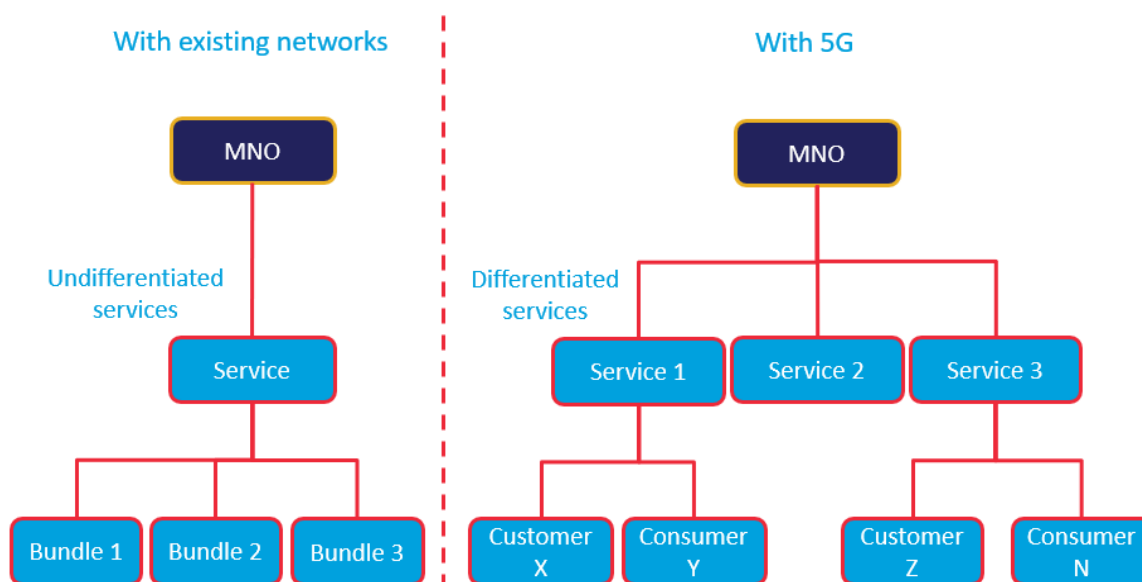 With existing networks
With 5G
MNO
MNO
Undifferentiated
services
Differentiated
services
Service
Service 1
Service 2
Service 3
Bundle 1
Bundle 2
Bundle 3
Customer
X
Consumer
Y
Customer
Z
Consumer
N